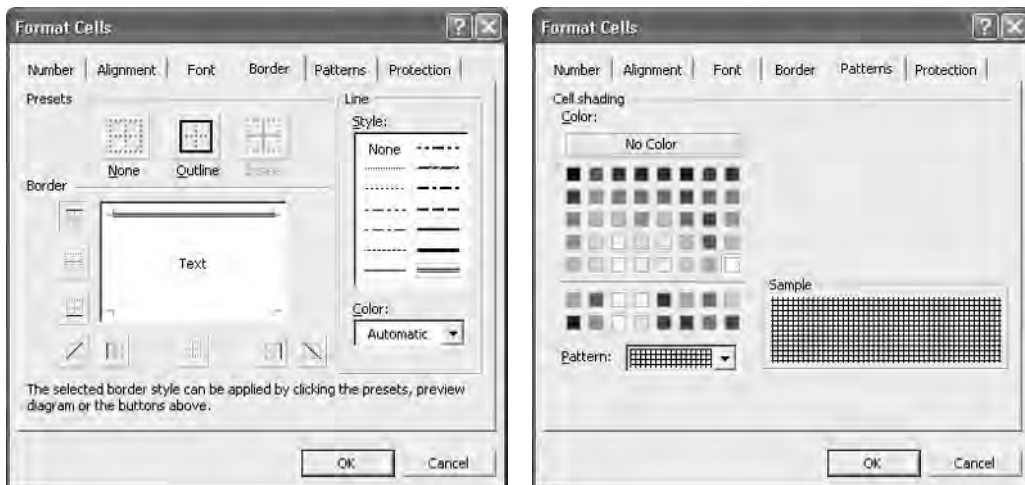 Format Cells
Number Alignment Font Border Patterns Protection
Presets
None Outline
Border
Text
Line
Style:
None
Color:
Automatic
The selected border style can be applied by clicking the presets, preview
diagram or the buttons above.
OK Cancel
Format Cells
Number Alignment Font Border Patterns Protection
Cell shading
Color:
No Color
Sample
Pattern:
OK Cancel